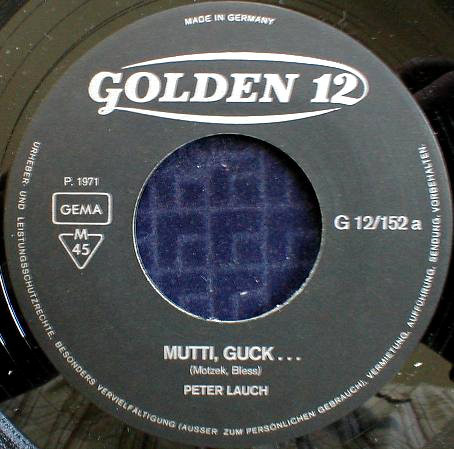 MADE IN GERMANY
GOLDEN 12
P. 1971
GEMA
M
45
G 12/152 a
MUTTI, GUCK...
(Motzek, Bless)
PETER LAUCH
URHEBER- UND LEISTUNGSSCHUTZRECHTE, BESONDERS VERVIELFÄLTIGUNG (AUSSER ZUM PERSÖNLICHEN GEBRAUCH), VERMIETUNG, AUFFÜHRUNG, SENDUNG, VORBEHALTEN.